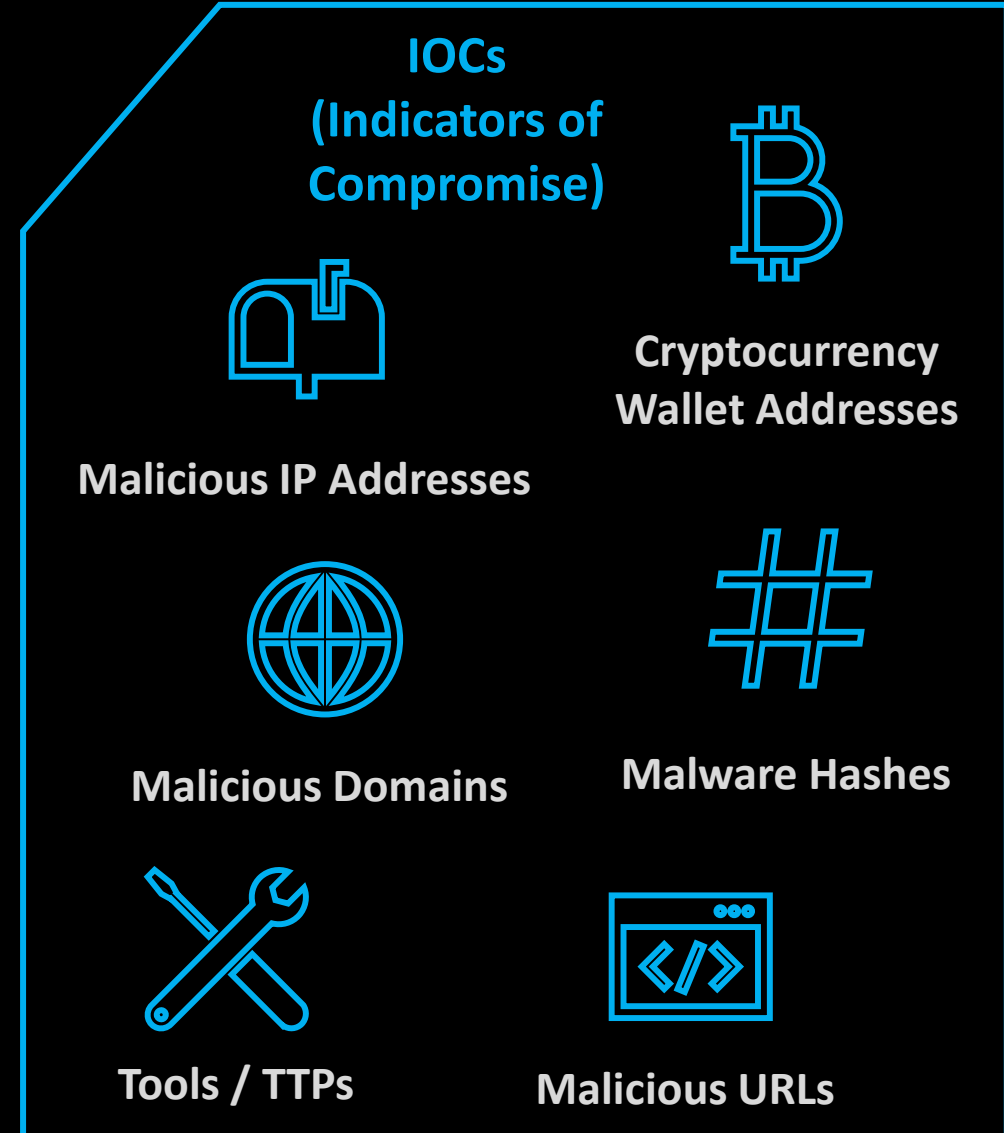 IOCs
(Indicators of
Compromise)
Cryptocurrency
Wallet Addresses
Malicious IP Addresses
Malicious Domains
Malware Hashes
</>
Tools / TTPs
Malicious URLs